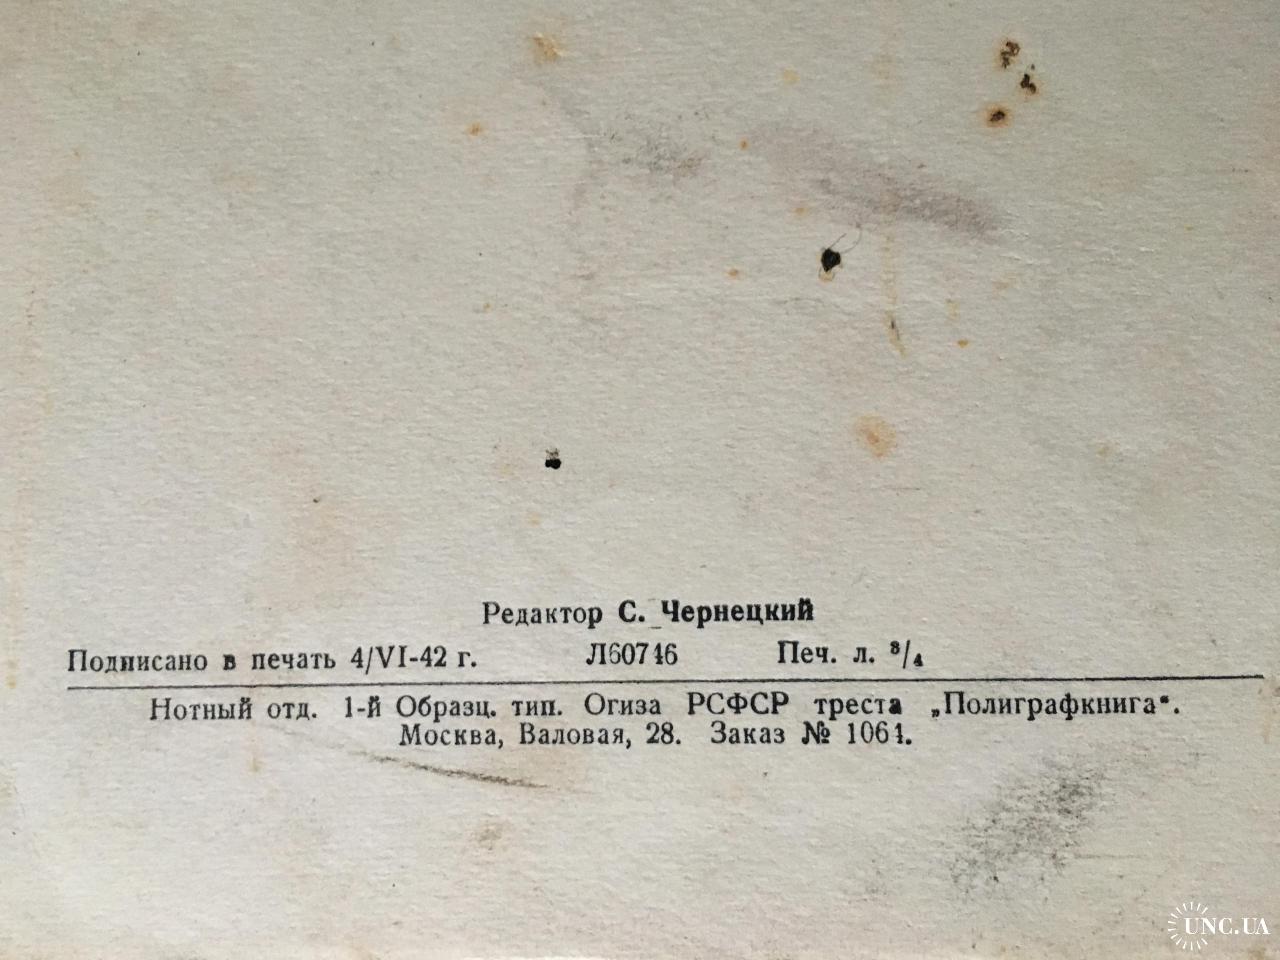 Редактор С. Чернецкий
Подписано в печать 4/VI-42 г. Л60746 Печ. л. 3/4
Нотный отд. 1-й Образц. тип. Огиза РСФСР треста „Полиграфкнига“.
Москва, Валовая, 28. Заказ № 1064.
UNC.UA